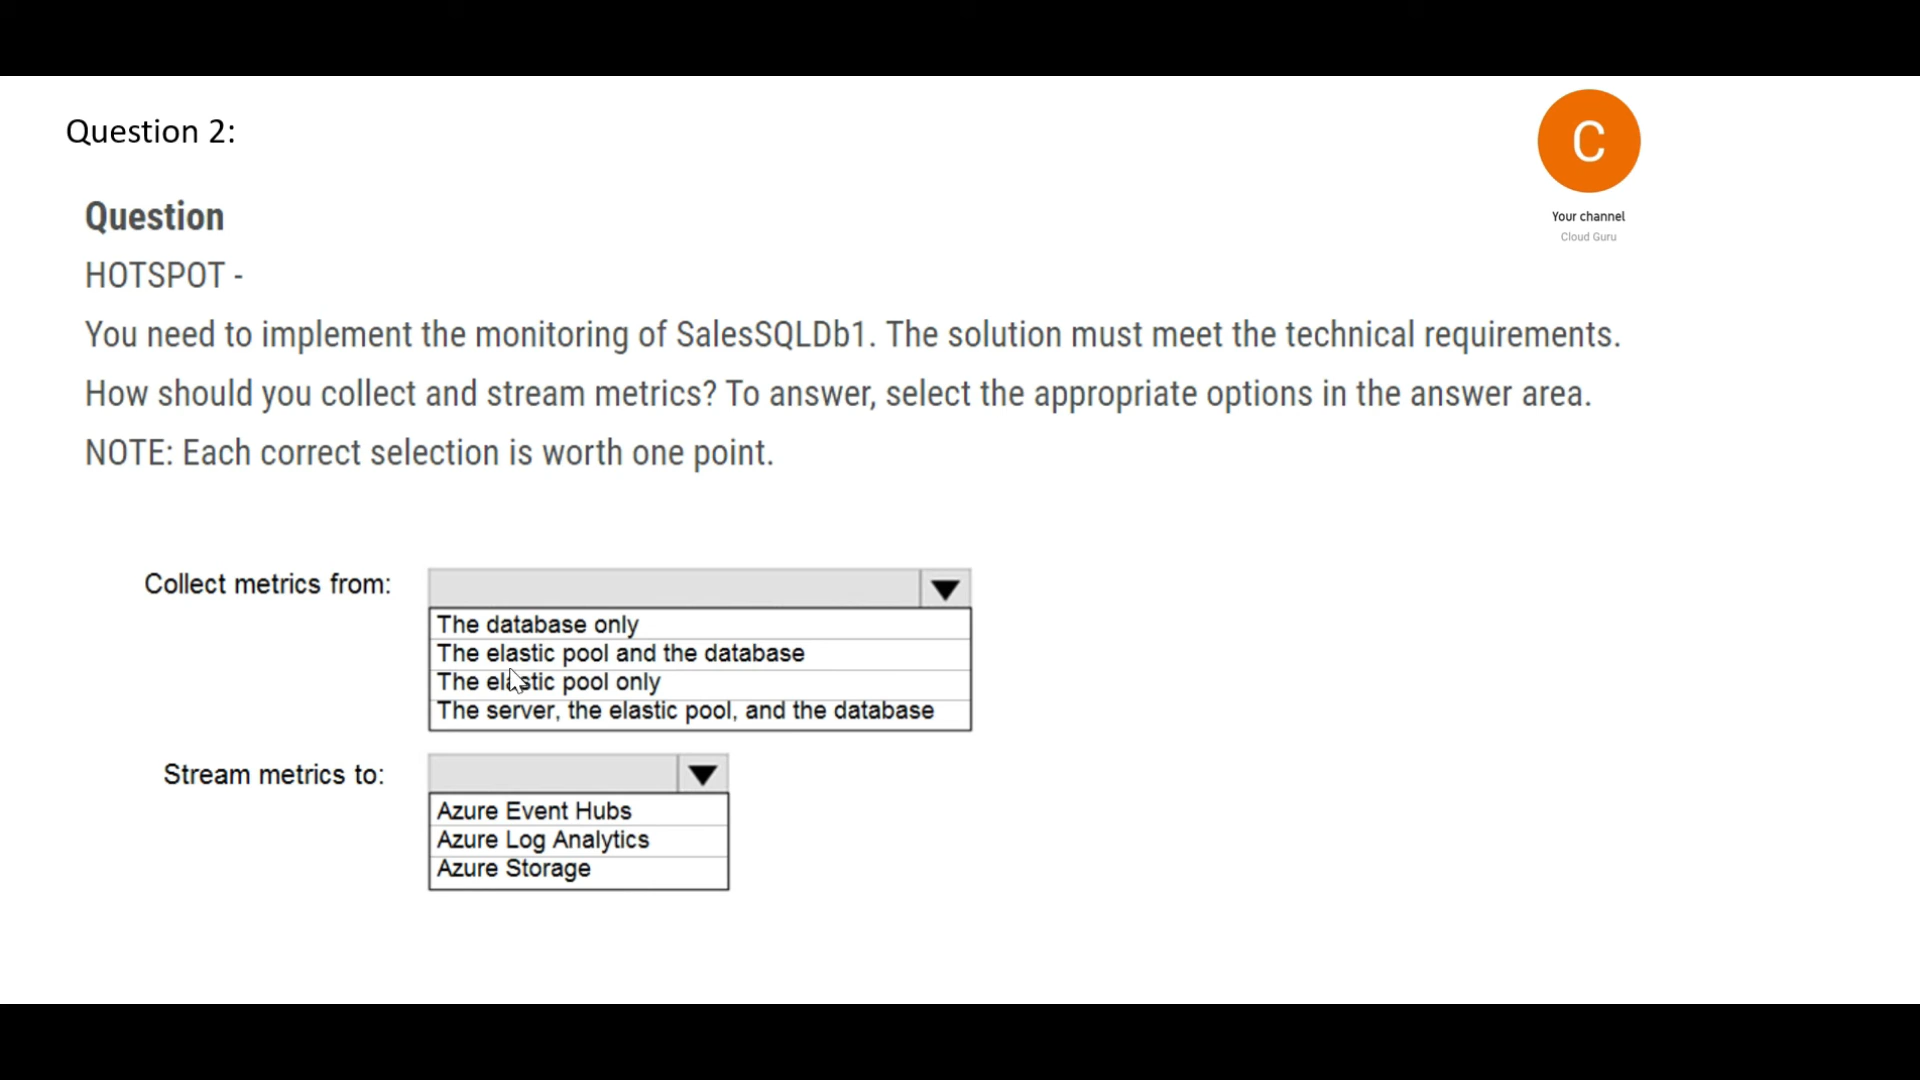 Question 2:
C
Your channel
Cloud Guru
Question
HOTSPOT -
You need to implement the monitoring of SalesSQLDb1. The solution must meet the technical requirements.
How should you collect and stream metrics? To answer, select the appropriate options in the answer area.
NOTE: Each correct selection is worth one point.
Collect metrics from:
The database only
The elastic pool and the database
The elastic pool only
The server, the elastic pool, and the database
Stream metrics to:
Azure Event Hubs
Azure Log Analytics
Azure Storage